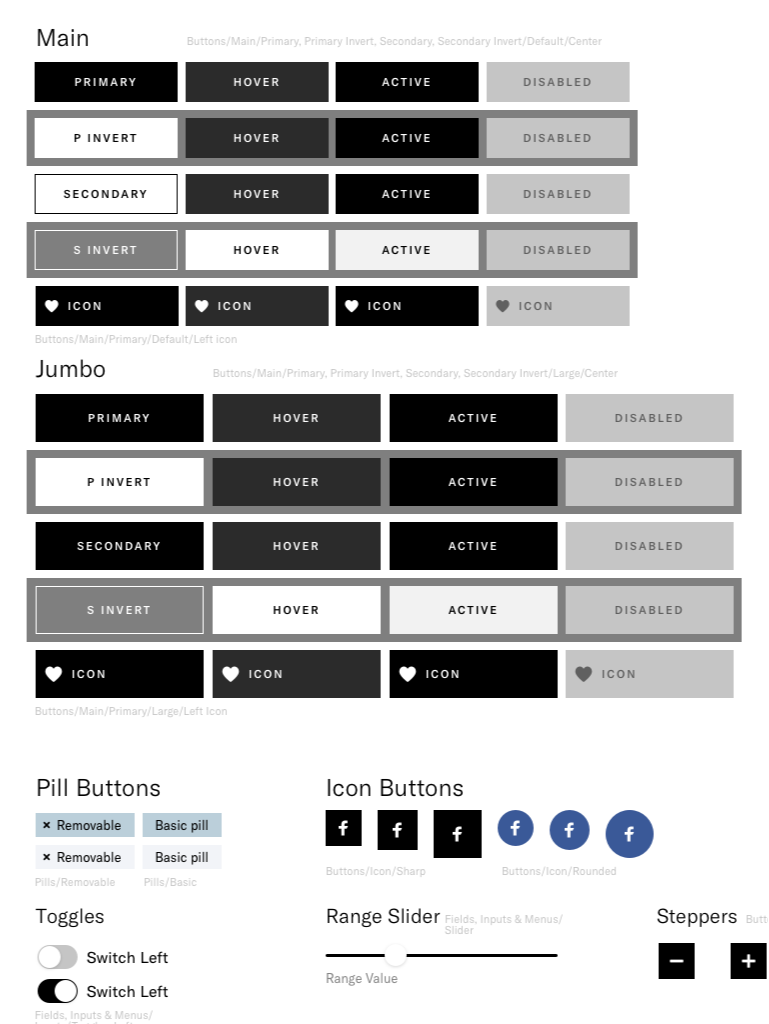 Main
Buttons/Main/Primary, Primary Invert, Secondary, Secondary Invert/Default/Center
PRIMARY HOVER ACTIVE DISABLED
P INVERT HOVER ACTIVE DISABLED
SECONDARY HOVER ACTIVE DISABLED
S INVERT HOVER ACTIVE DISABLED
ICON ICON ICON ICON
Buttons/Main/Primary/Default/Left icon
Jumbo
Buttons/Main/Primary, Primary Invert, Secondary, Secondary Invert/Large/Center
PRIMARY HOVER ACTIVE DISABLED
P INVERT HOVER ACTIVE DISABLED
SECONDARY HOVER ACTIVE DISABLED
S INVERT HOVER ACTIVE DISABLED
ICON ICON ICON ICON
Buttons/Main/Primary/Large/Left Icon
Pill Buttons
× Removable Basic pill
× Removable Basic pill
Pills/Removable Pills/Basic
Icon Buttons
f f f f f f
Buttons/Icon/Sharp Buttons/Icon/Rounded
Toggles
Switch Left
Switch Left
Fields, Inputs & Menus/
Range Slider
Fields, Inputs & Menus/
Slider
Range Value
Steppers
− +